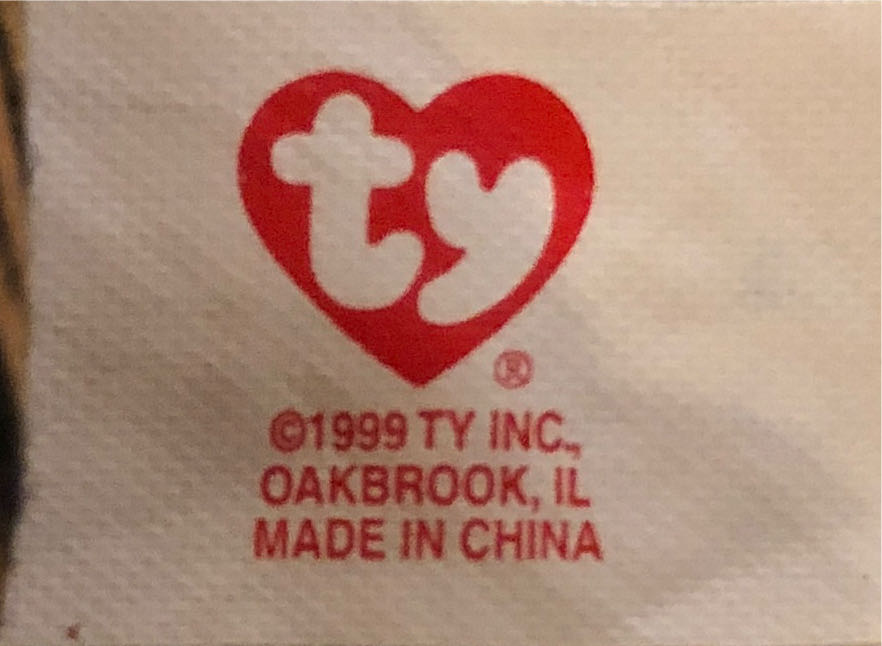 ty
®
©1999 TY INC.,
OAKBROOK, IL
MADE IN CHINA